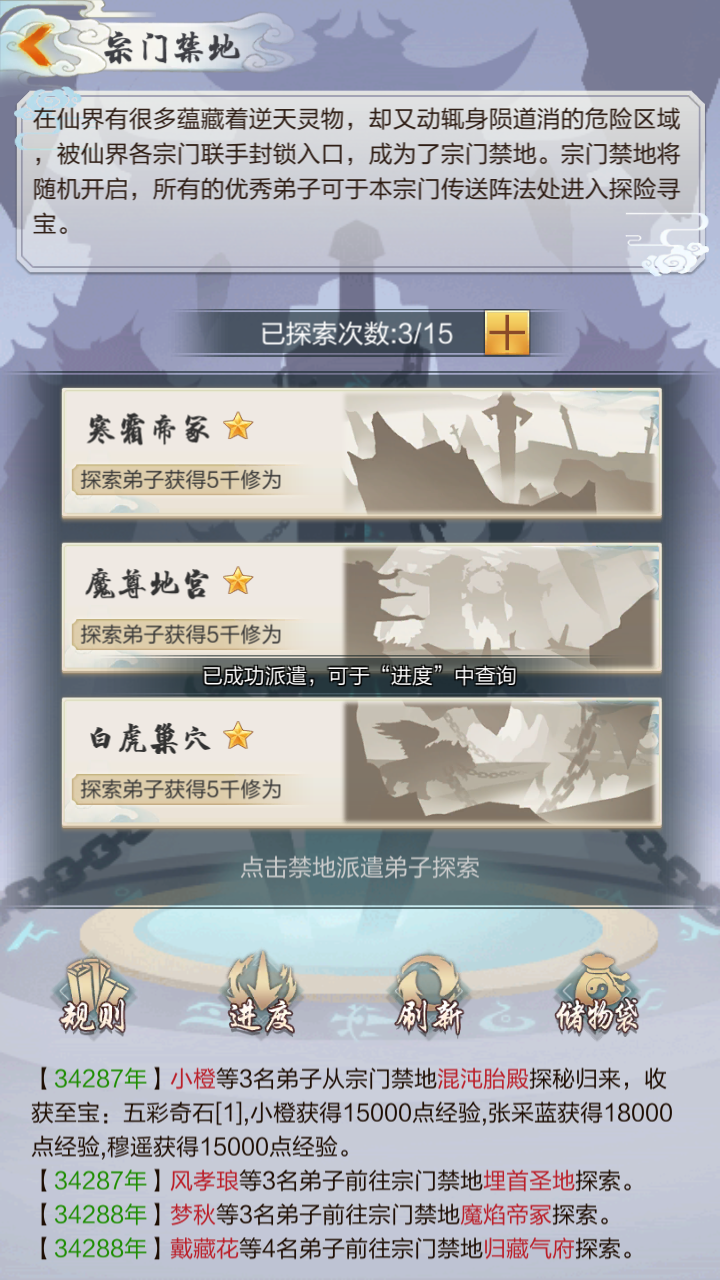 宗门禁地
在仙界有很多蕴藏着逆天灵物，却又动辄身陨道消的危险区域
，被仙界各宗门联手封锁入口，成为了宗门禁地。宗门禁地将
随机开启，所有的优秀弟子可于本宗门传送阵法处进入探险寻
宝。
已探索次数:3/15
寒霜帝冢
探索弟子获得5千修为
魔尊地宫
探索弟子获得5千修为
已成功派遣，可于“进度”中查询
白虎巢穴
探索弟子获得5千修为
点击禁地派遣弟子探索
规则 进度 刷新 储物袋
【34287年】小橙等3名弟子从宗门禁地混沌胎殿探秘归来，收
获至宝：五彩奇石[1],小橙获得15000点经验,张采蓝获得18000
点经验,穆遥获得15000点经验。
【34287年】风孝琅等3名弟子前往宗门禁地埋首圣地探索。
【34288年】梦秋等3名弟子前往宗门禁地魔焰帝冢探索。
【34288年】戴藏花等4名弟子前往宗门禁地归藏气府探索。